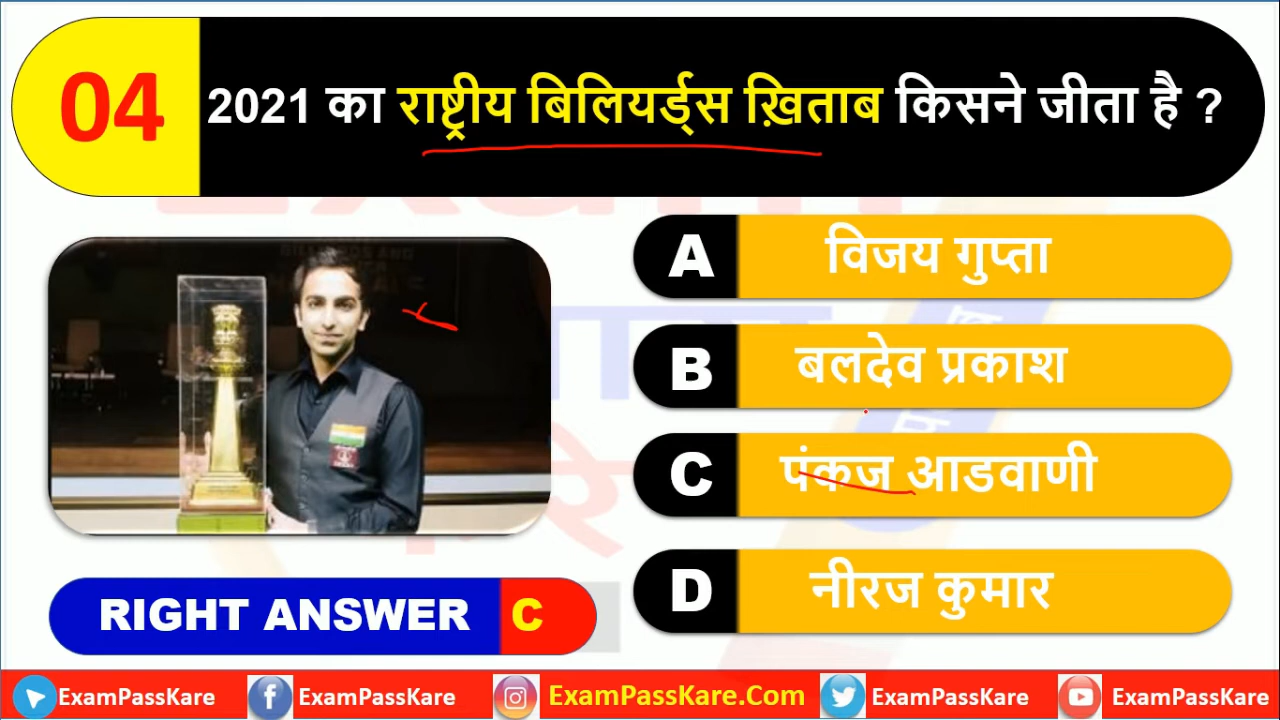 04
2021 का राष्ट्रीय बिलियर्ड्स ख़िताब किसने जीता है ?
A विजय गुप्ता
B बलदेव प्रकाश
C पंकज आडवाणी
D नीरज कुमार
RIGHT ANSWER C
ExamPassKare ExamPassKare ExamPassKare.Com ExamPassKare ExamPassKare